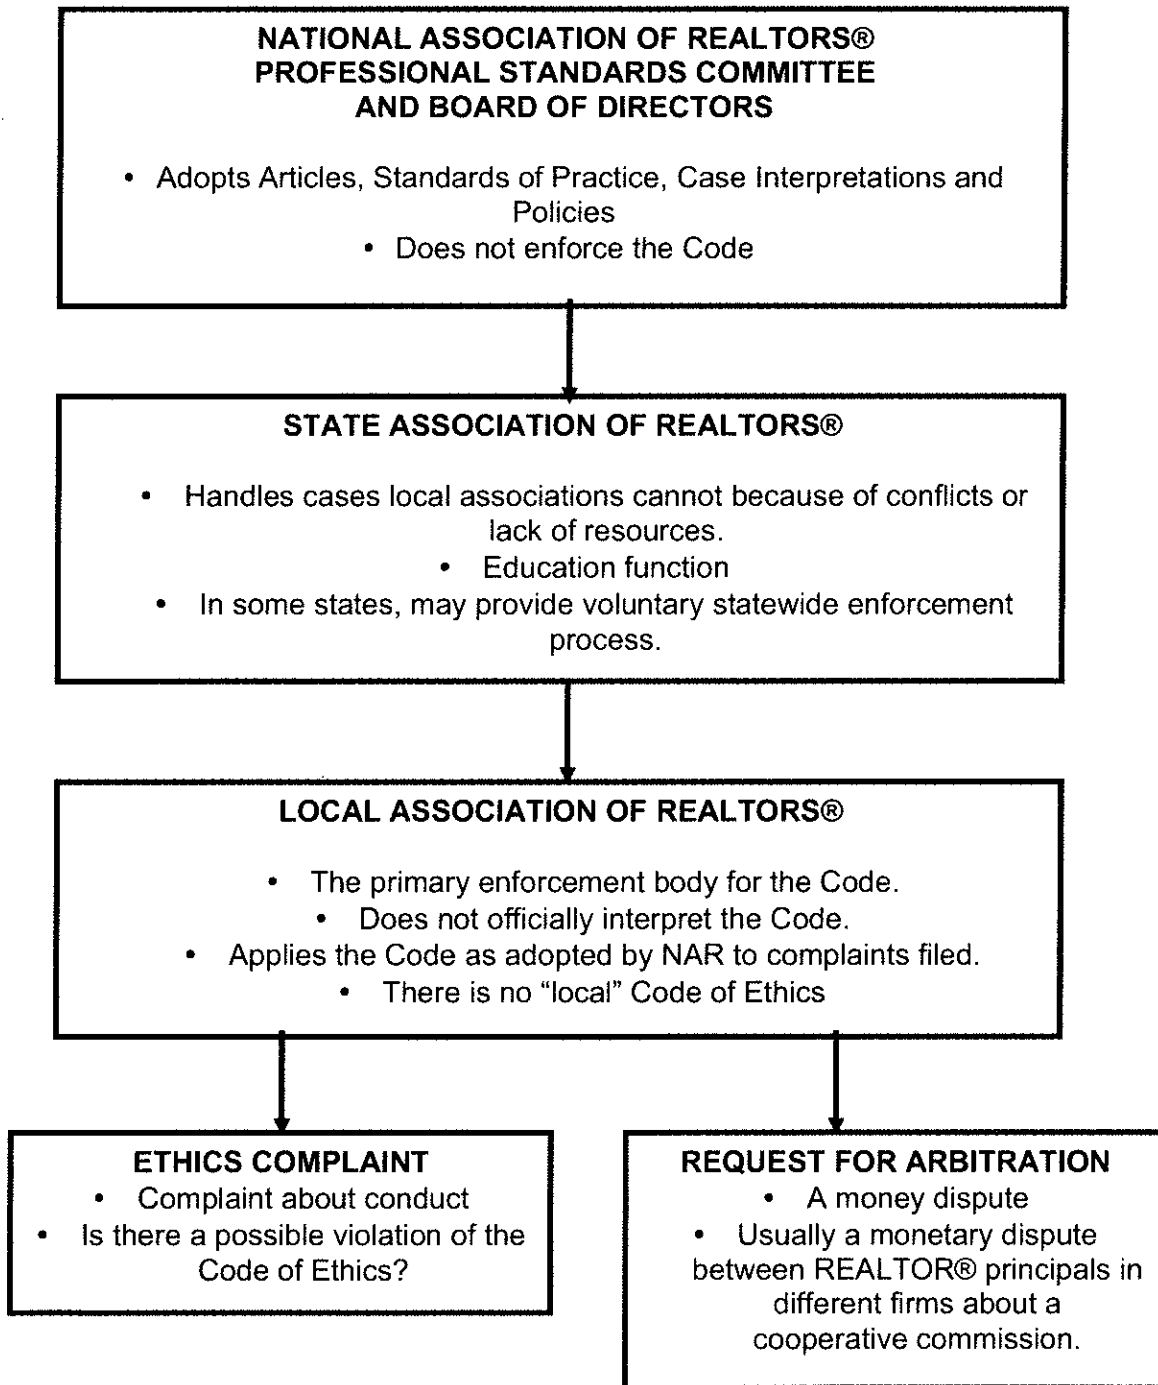 NATIONAL ASSOCIATION OF REALTORS®
PROFESSIONAL STANDARDS COMMITTEE
AND BOARD OF DIRECTORS
• Adopts Articles, Standards of Practice, Case Interpretations and
Policies
• Does not enforce the Code
STATE ASSOCIATION OF REALTORS®
• Handles cases local associations cannot because of conflicts or
lack of resources.
• Education function
• In some states, may provide voluntary statewide enforcement
process.
LOCAL ASSOCIATION OF REALTORS®
• The primary enforcement body for the Code.
• Does not officially interpret the Code.
• Applies the Code as adopted by NAR to complaints filed.
• There is no “local” Code of Ethics
ETHICS COMPLAINT
• Complaint about conduct
• Is there a possible violation of the
Code of Ethics?
REQUEST FOR ARBITRATION
• A money dispute
• Usually a monetary dispute
between REALTOR® principals in
different firms about a
cooperative commission.